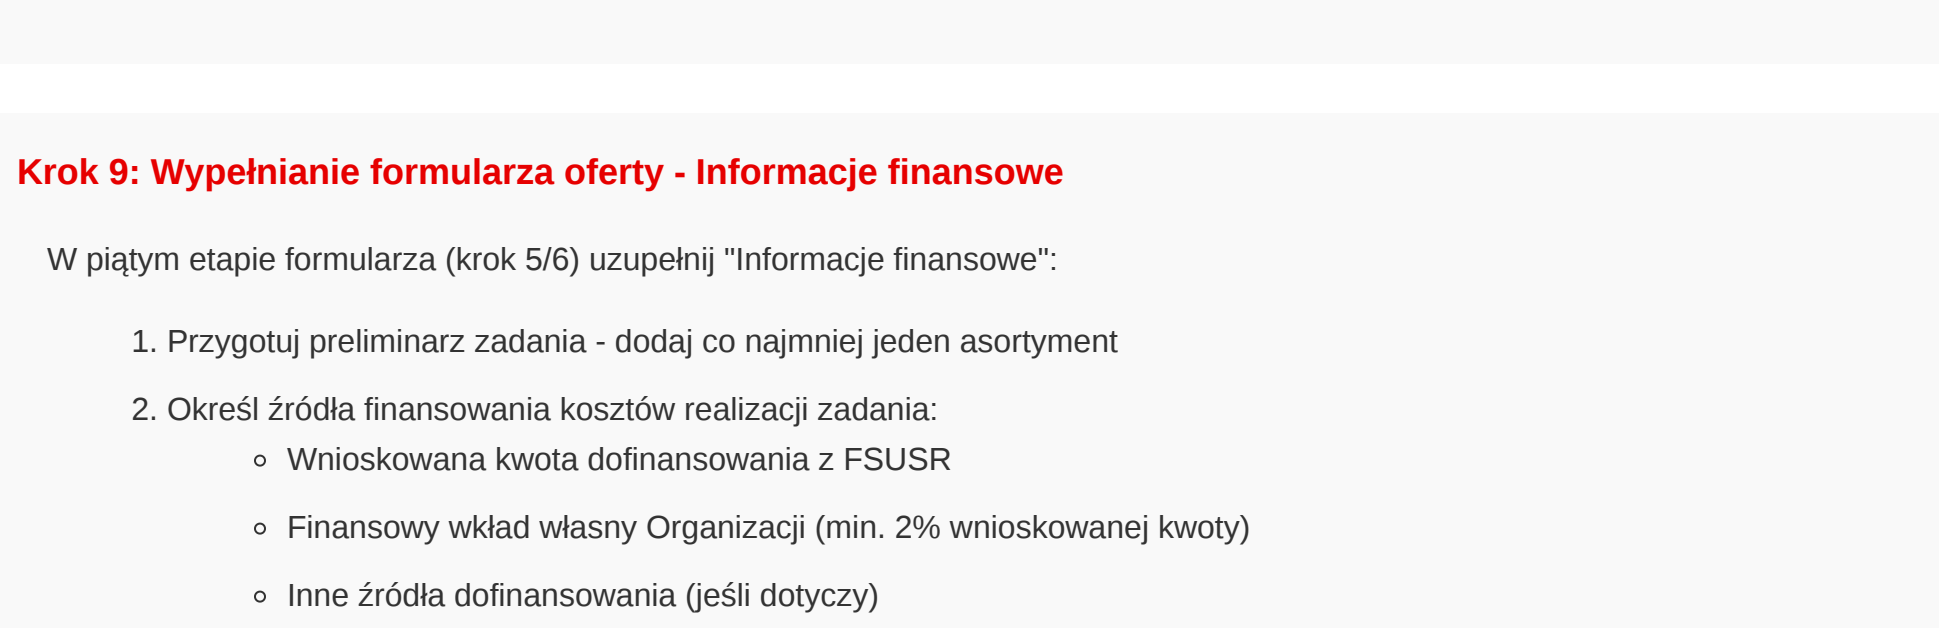 Krok 9: Wypełnianie formularza oferty - Informacje finansowe
W piątym etapie formularza (krok 5/6) uzupełnij "Informacje finansowe":
1. Przygotuj preliminarz zadania - dodaj co najmniej jeden asortyment
2. Określ źródła finansowania kosztów realizacji zadania:
Wnioskowana kwota dofinansowania z FSUSR
Finansowy wkład własny Organizacji (min. 2% wnioskowanej kwoty)
Inne źródła dofinansowania (jeśli dotyczy)